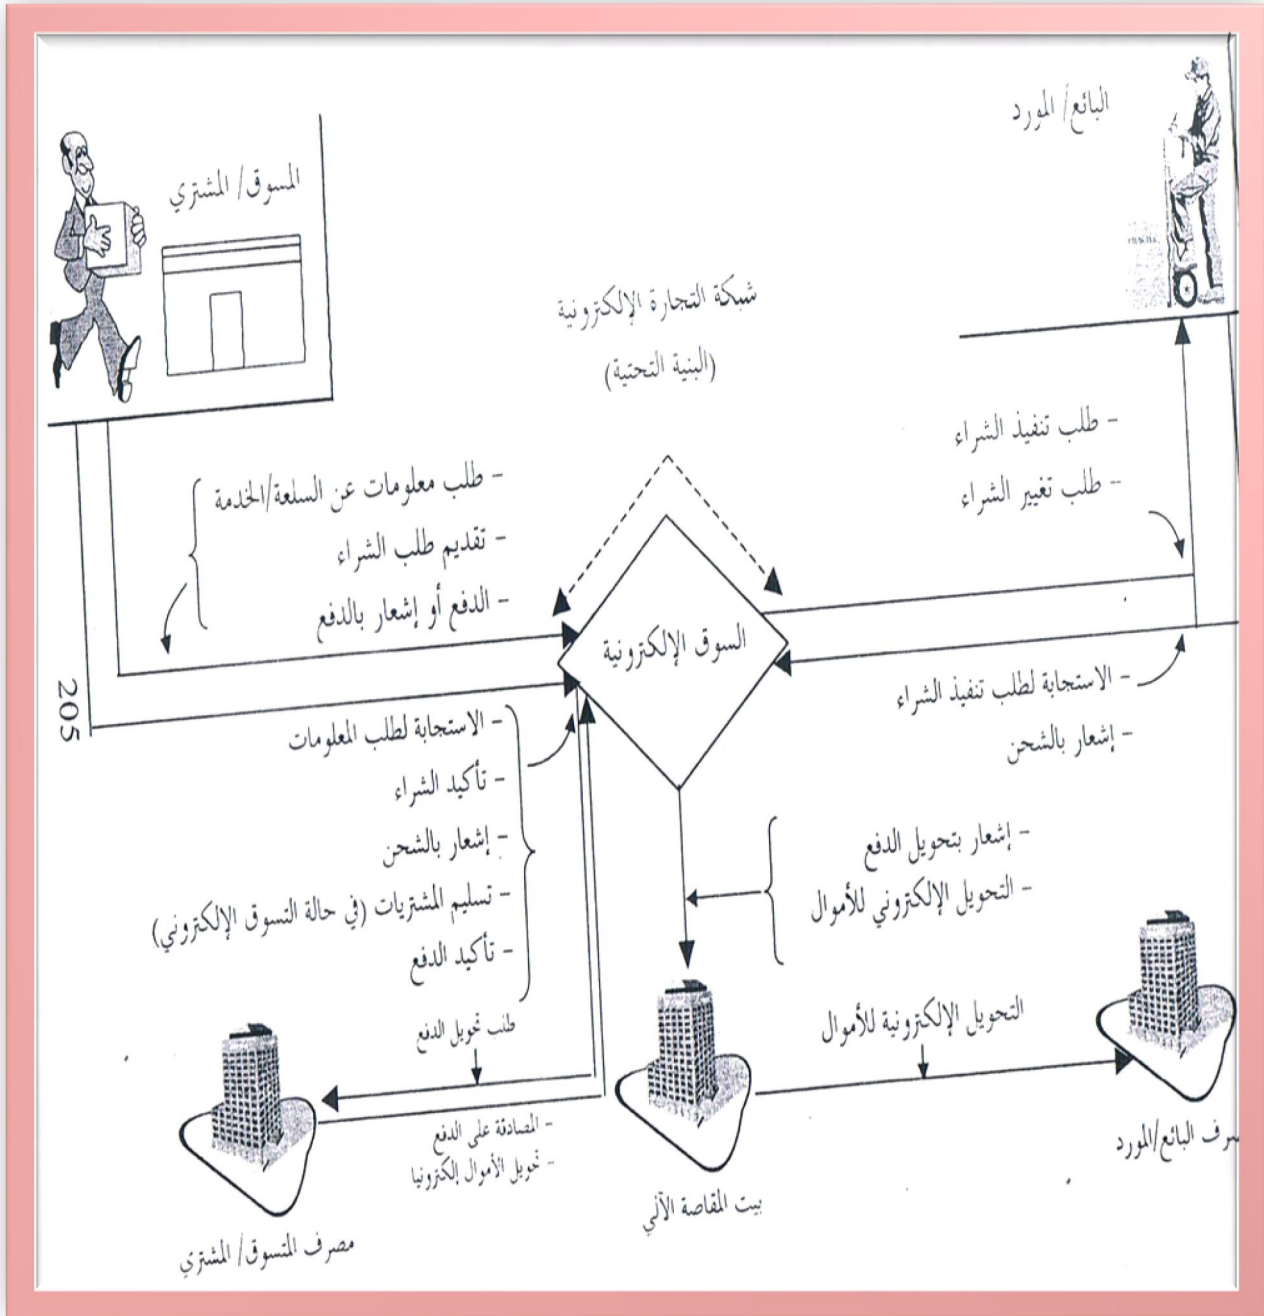 البائع/ المورد
المسوق/ المشتري
شبكة التجارة الإلكترونية
(البنية التحتية)
- طلب تنفيذ الشراء
- طلب تغيير الشراء
- طلب معلومات عن السلعة/الخدمة
- تقديم طلب الشراء
- الدفع أو إشعار بالدفع
السوق الإلكترونية
- الاستجابة لطلب تنفيذ الشراء
- إشعار بالشحن
205
- الاستجابة لطلب المعلومات
- تأكيد الشراء
- إشعار بالشحن
- تسليم المشتريات (في حالة التسوق الإلكتروني)
- تأكيد الدفع
- إشعار بتحويل الدفع
- التحويل الإلكتروني للأموال
التحويل الإلكترونية للأموال
طلب تحويل الدفع
- المصادقة على الدفع
- تحويل الأموال إلكترونيا
رف البائع/المورد
بيت المقاصة الآلي
مصرف المتسوق/ المشتري